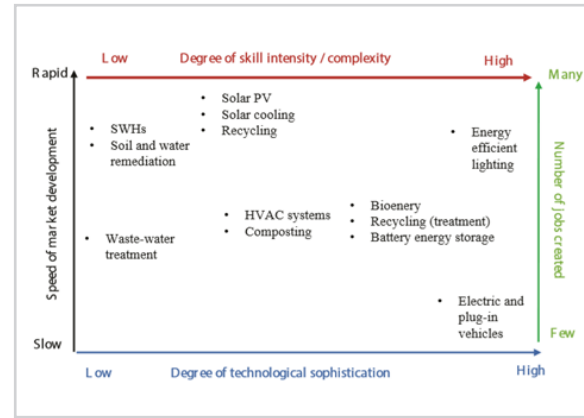 Low Degree of skill intensity / complexity High
Rapid
Many
• Solar PV
• Solar cooling
• Recycling
• SWHs
• Soil and water
remediation
• Energy
efficient
lighting
Speed of market development
Number of jobs created
• HVAC systems
• Composting
• Bioenery
• Recycling (treatment)
• Battery energy storage
• Waste-water
treatment
• Electric and
plug-in
vehicles
Slow
Few
Low Degree of technological sophistication High